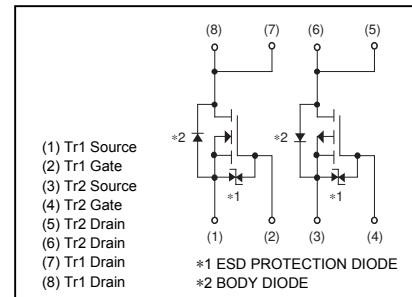 (8) (7) (6) (5)
∗2 ∗2
∗1 ∗1
(1) (2) (3) (4)
(1) Tr1 Source
(2) Tr1 Gate
(3) Tr2 Source
(4) Tr2 Gate
(5) Tr2 Drain
(6) Tr2 Drain
(7) Tr1 Drain
(8) Tr1 Drain
∗1 ESD PROTECTION DIODE
∗2 BODY DIODE